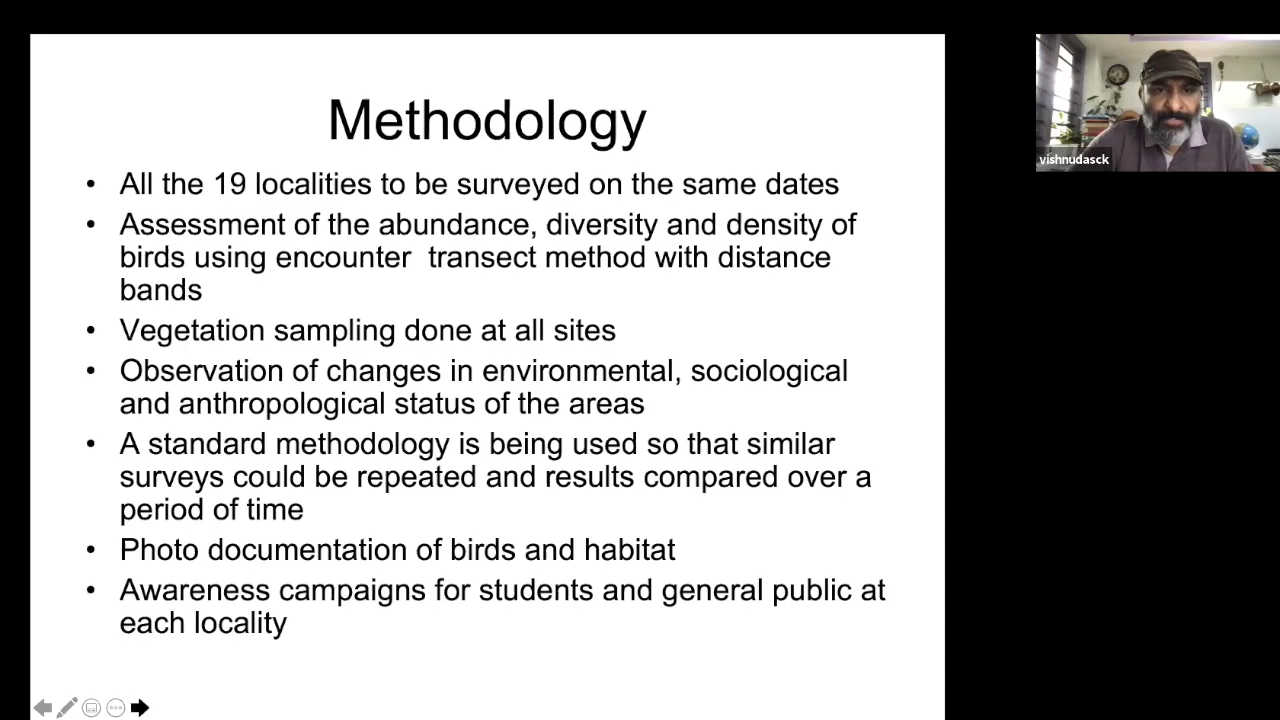 Methodology
• All the 19 localities to be surveyed on the same dates
• Assessment of the abundance, diversity and density of
birds using encounter  transect method with distance
bands
• Vegetation sampling done at all sites
• Observation of changes in environmental, sociological
and anthropological status of the areas
• A standard methodology is being used so that similar
surveys could be repeated and results compared over a
period of time
• Photo documentation of birds and habitat
• Awareness campaigns for students and general public at
each locality
vishnudasck